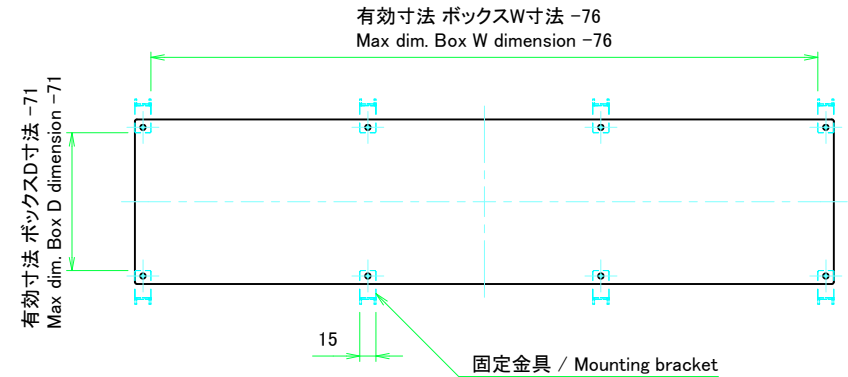 有効寸法 ボックスW寸法 -76
Max dim. Box W dimension -76
有効寸法 ボックスD寸法 -71
Max dim. Box D dimension -71
15
固定金具 / Mounting bracket